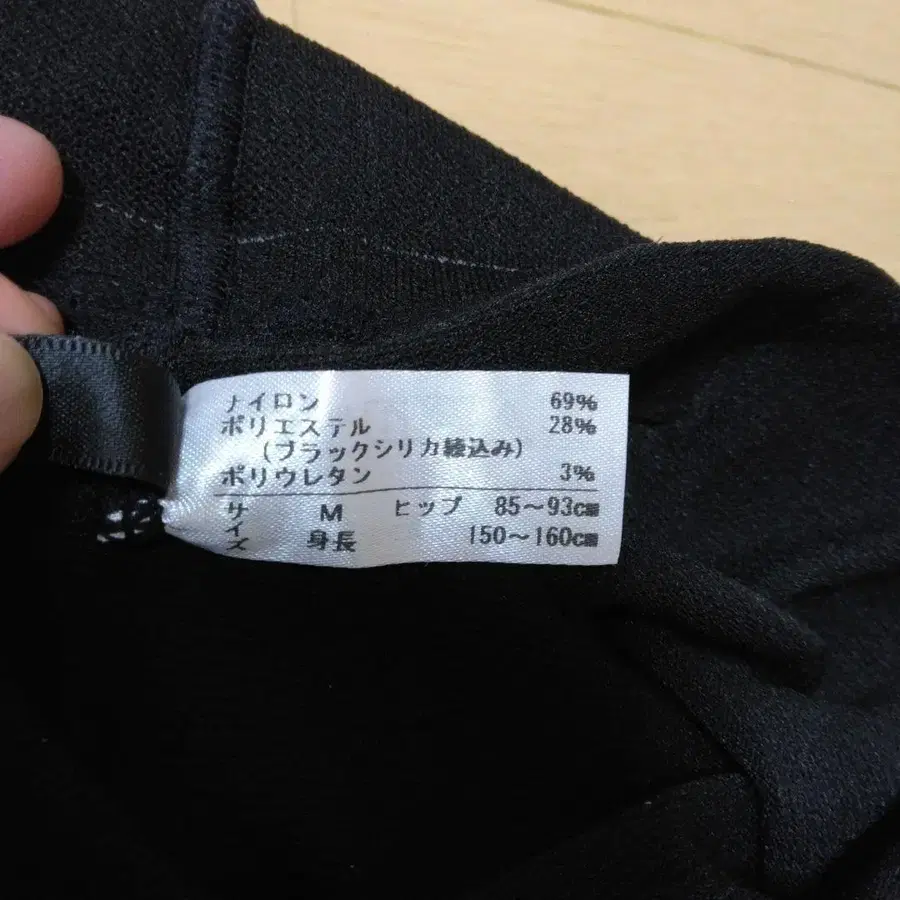 ナイロン 69%
ポリエステル 28%
(ブラックシリカ練込み)
ポリウレタン 3%
サイズ M ヒップ 85～93cm
身長 150～160cm